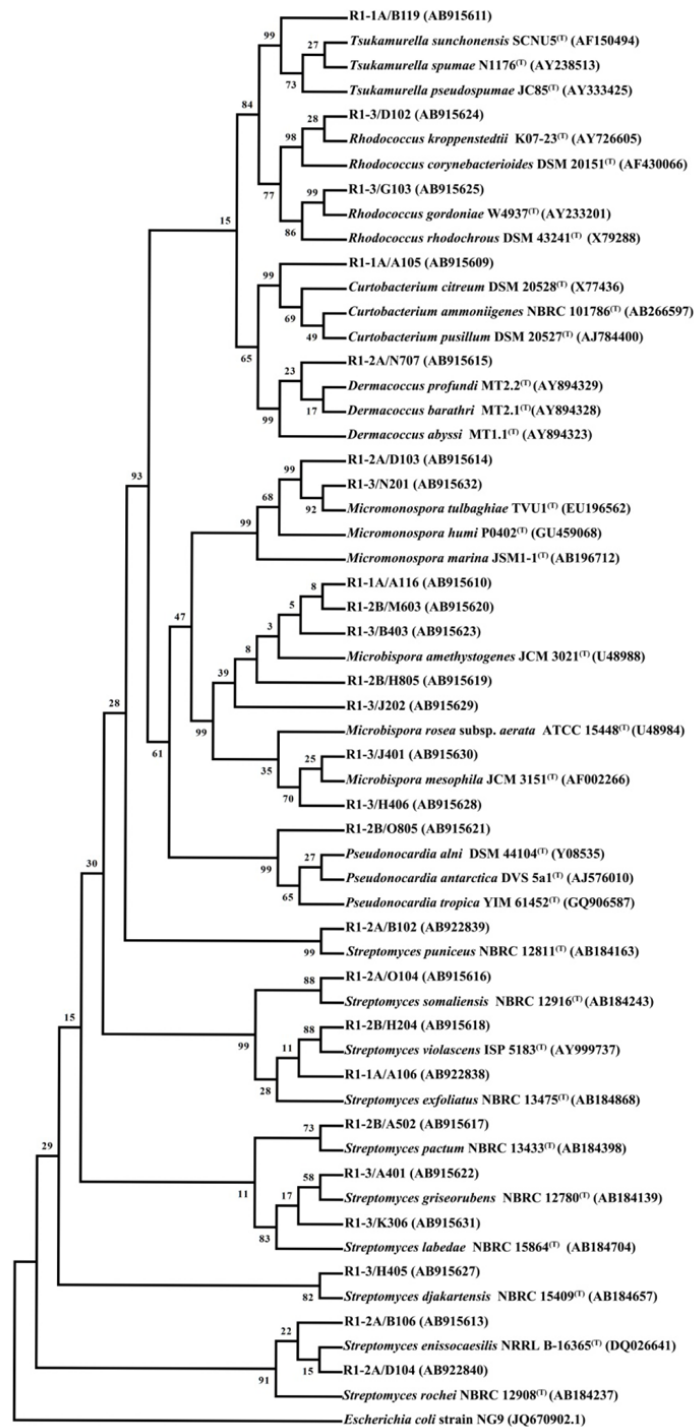 R1-1A/B119 (AB915611)
99
27
Tsukamurella sunchonensis SCNU5(T) (AF150494)
Tsukamurella spumae N1176(T) (AY238513)
73
Tsukamurella pseudospumae JC85(T) (AY333425)
84
28
R1-3/D102 (AB915624)
98
Rhodococcus kroppenstedtii K07-23(T) (AY726605)
Rhodococcus corynebacterioides DSM 20151(T) (AF430066)
77
99
R1-3/G103 (AB915625)
Rhodococcus gordoniae W4937(T) (AY233201)
86
Rhodococcus rhodochrous DSM 43241(T) (X79288)
15
R1-1A/A105 (AB915609)
99
Curtobacterium citreum DSM 20528(T) (X77436)
69
Curtobacterium ammoniigenes NBRC 101786(T) (AB266597)
49
Curtobacterium pusillum DSM 20527(T) (AJ784400)
65
R1-2A/N707 (AB915615)
23
Dermacoccus profundi MT2.2(T) (AY894329)
17
Dermacoccus barathri MT2.1(T)(AY894328)
99
Dermacoccus abyssi MT1.1(T) (AY894323)
93
R1-2A/D103 (AB915614)
99
R1-3/N201 (AB915632)
68
92
Micromonospora tulbaghiae TVU1(T) (EU196562)
99
Micromonospora humi P0402(T) (GU459068)
Micromonospora marina JSM1-1(T) (AB196712)
8
R1-1A/A116 (AB915610)
5
R1-2B/M603 (AB915620)
47
3
R1-3/B403 (AB915623)
8
Microbispora amethystogenes JCM 3021(T) (U48988)
39
R1-2B/H805 (AB915619)
R1-3/J202 (AB915629)
28
99
Microbispora rosea subsp. aerata ATCC 15448(T) (U48984)
61
25
R1-3/J401 (AB915630)
35
Microbispora mesophila JCM 3151(T) (AF002266)
70
R1-3/H406 (AB915628)
R1-2B/O805 (AB915621)
27
Pseudonocardia alni DSM 44104(T) (Y08535)
99
Pseudonocardia antarctica DVS 5a1(T) (AJ576010)
65
Pseudonocardia tropica YIM 61452(T) (GQ906587)
30
R1-2A/B102 (AB922839)
99
Streptomyces puniceus NBRC 12811(T) (AB184163)
88
R1-2A/O104 (AB915616)
Streptomyces somaliensis NBRC 12916(T) (AB184243)
15
88
R1-2B/H204 (AB915618)
99
11
Streptomyces violascens ISP 5183(T) (AY999737)
R1-1A/A106 (AB922838)
28
Streptomyces exfoliatus NBRC 13475(T) (AB184868)
73
R1-2B/A502 (AB915617)
Streptomyces pactum NBRC 13433(T) (AB184398)
29
58
R1-3/A401 (AB915622)
11
17
Streptomyces griseorubens NBRC 12780(T) (AB184139)
R1-3/K306 (AB915631)
83
Streptomyces labedae NBRC 15864(T) (AB184704)
R1-3/H405 (AB915627)
82
Streptomyces djakartensis NBRC 15409(T) (AB184657)
R1-2A/B106 (AB915613)
22
Streptomyces enissocaesilis NRRL B-16365(T) (DQ026641)
15
R1-2A/D104 (AB922840)
91
Streptomyces rochei NBRC 12908(T) (AB184237)
Escherichia coli strain NG9 (JQ670902.1)